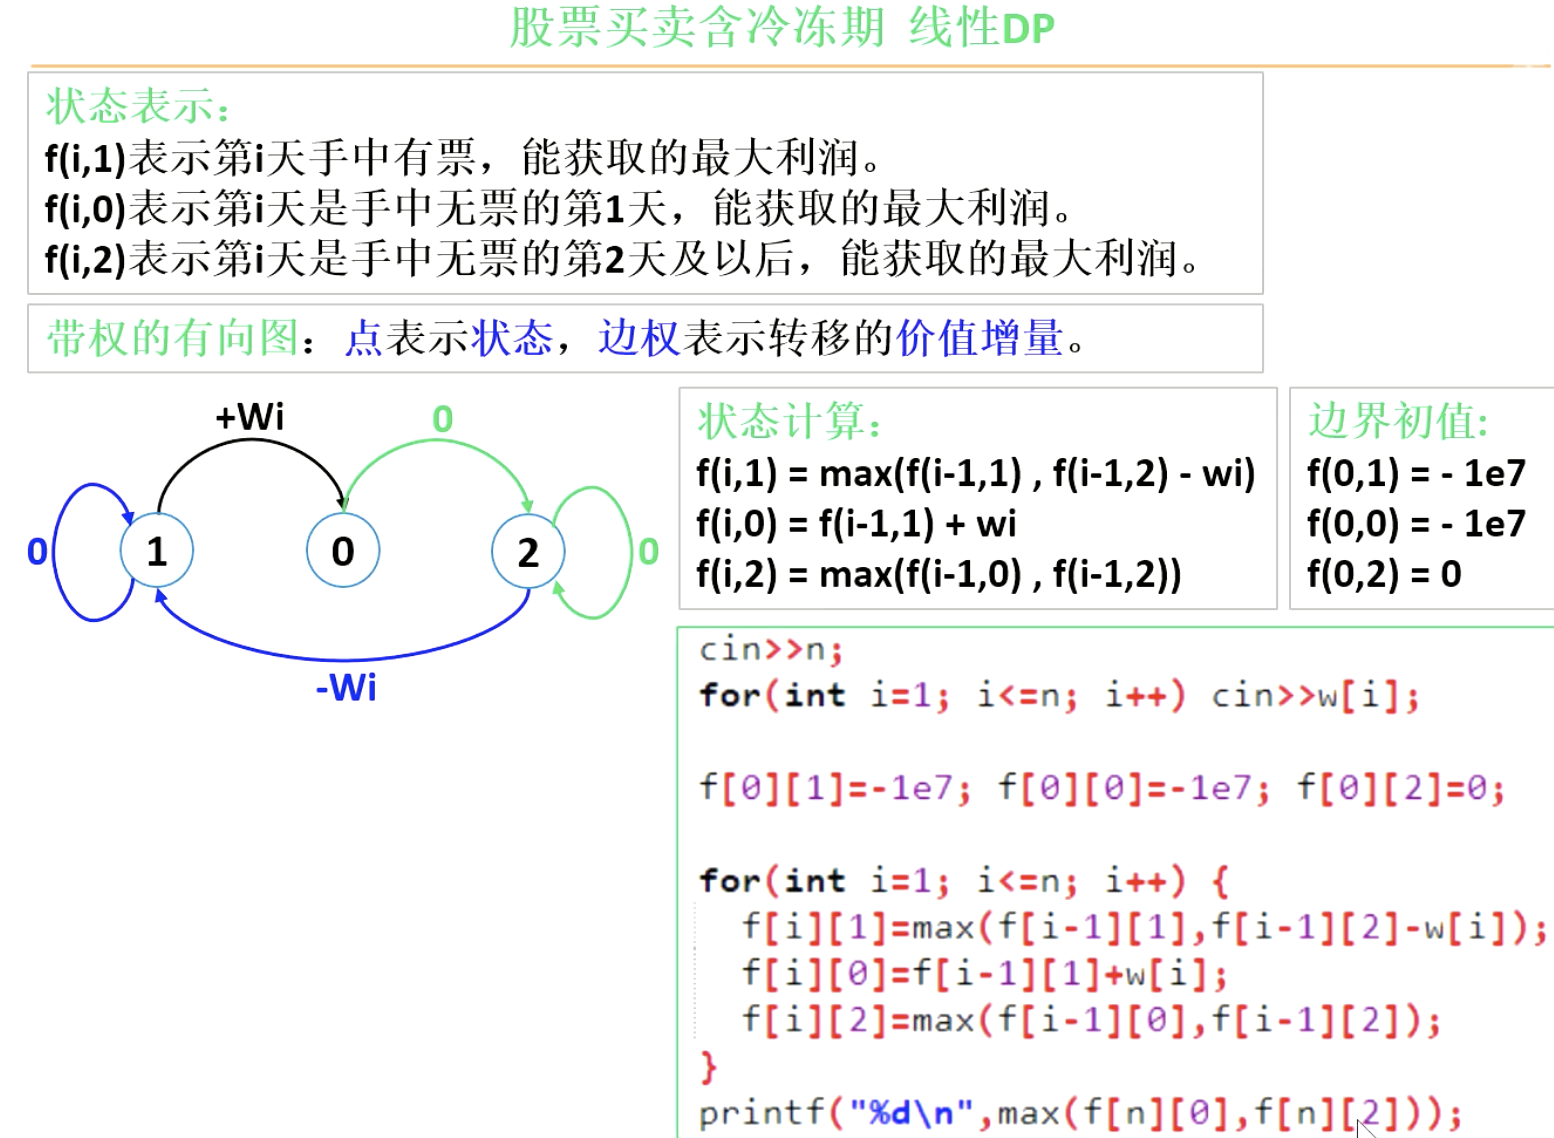 股票买卖含冷冻期 线性DP
状态表示：
f(i,1)表示第i天手中有票，能获取的最大利润。
f(i,0)表示第i天是手中无票的第1天，能获取的最大利润。
f(i,2)表示第i天是手中无票的第2天及以后，能获取的最大利润。
带权的有向图：点表示状态，边权表示转移的价值增量。
+Wi
0
0
1
0
2
0
-Wi
状态计算：
f(i,1) = max(f(i-1,1) , f(i-1,2) - wi)
f(i,0) = f(i-1,1) + wi
f(i,2) = max(f(i-1,0) , f(i-1,2))
边界初值:
f(0,1) = - 1e7
f(0,0) = - 1e7
f(0,2) = 0
cin>>n;
for(int i=1; i<=n; i++) cin>>w[i];
f[0][1]=-1e7; f[0][0]=-1e7; f[0][2]=0;
for(int i=1; i<=n; i++) {
f[i][1]=max(f[i-1][1],f[i-1][2]-w[i]);
f[i][0]=f[i-1][1]+w[i];
f[i][2]=max(f[i-1][0],f[i-1][2]);
}
printf("%d\n",max(f[n][0],f[n][2]));